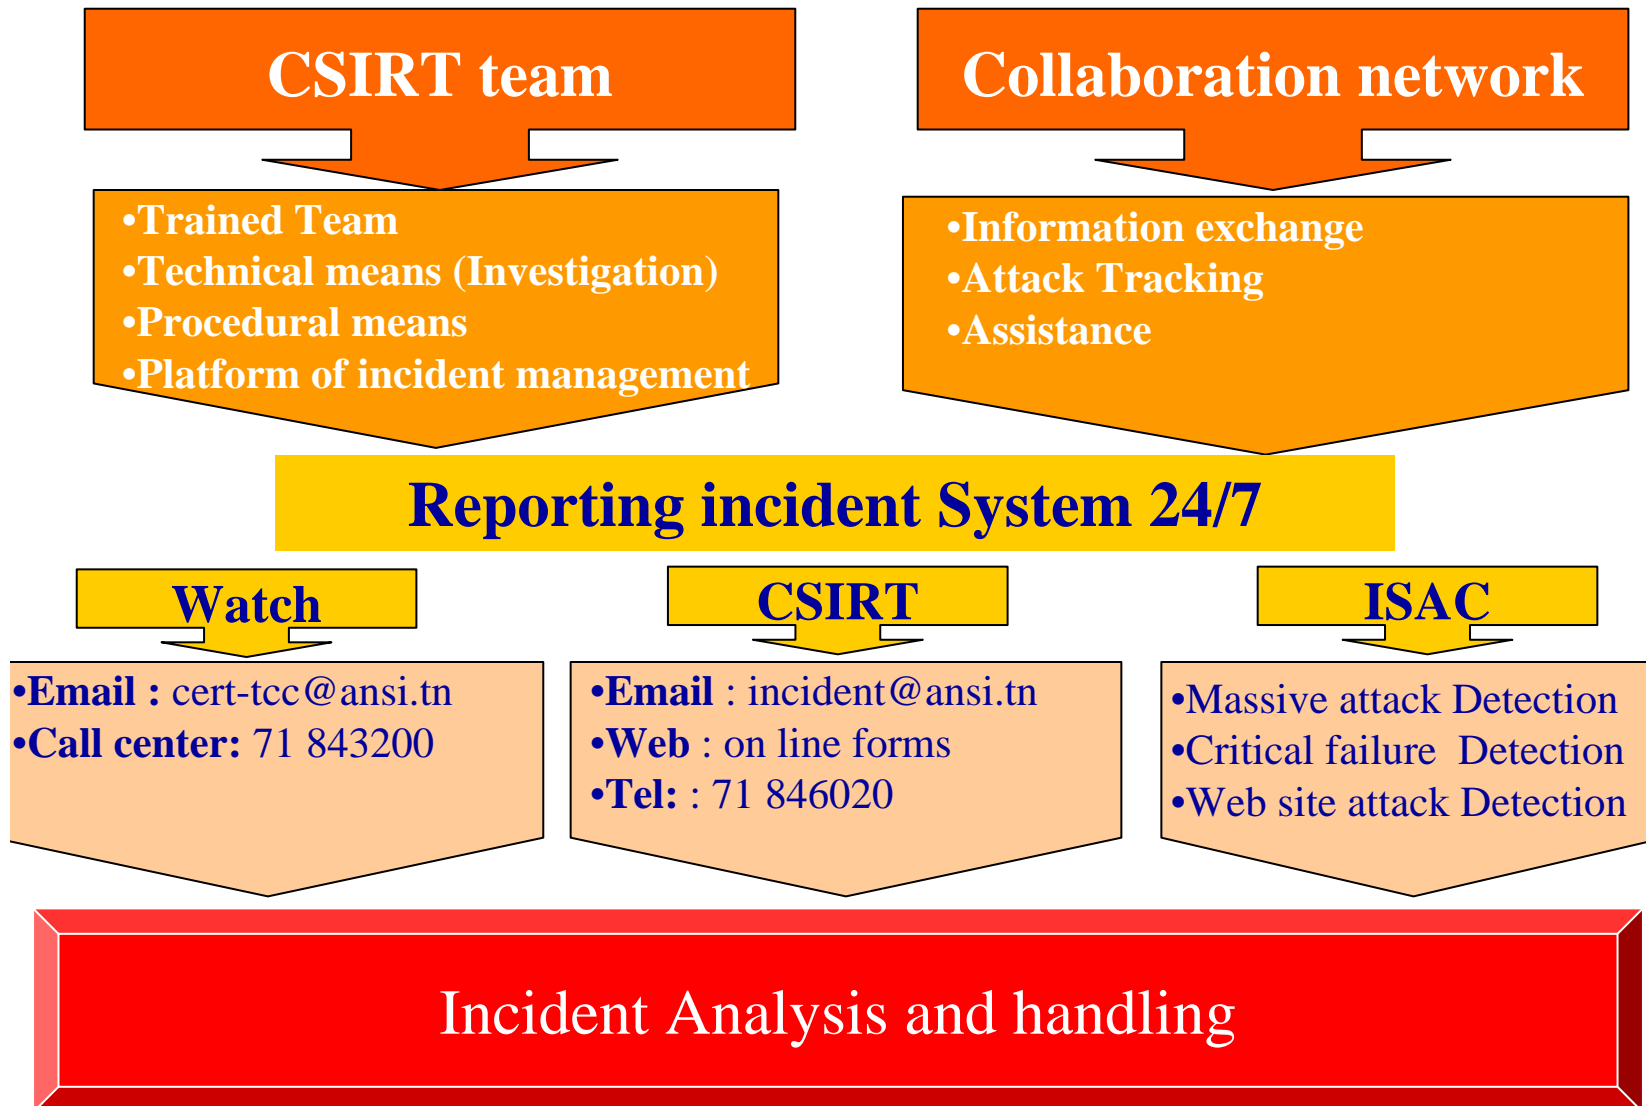 CSIRT team
•Trained Team
•Technical means (Investigation)
•Procedural means
•Platform of incident management
Collaboration network
•Information exchange
•Attack Tracking
•Assistance
Reporting incident System 24/7
Watch
•Email : cert-tcc@ansi.tn
•Call center: 71 843200
CSIRT
•Email : incident@ansi.tn
•Web : on line forms
•Tel: : 71 846020
ISAC
•Massive attack Detection
•Critical failure  Detection
•Web site attack Detection
Incident Analysis and handling